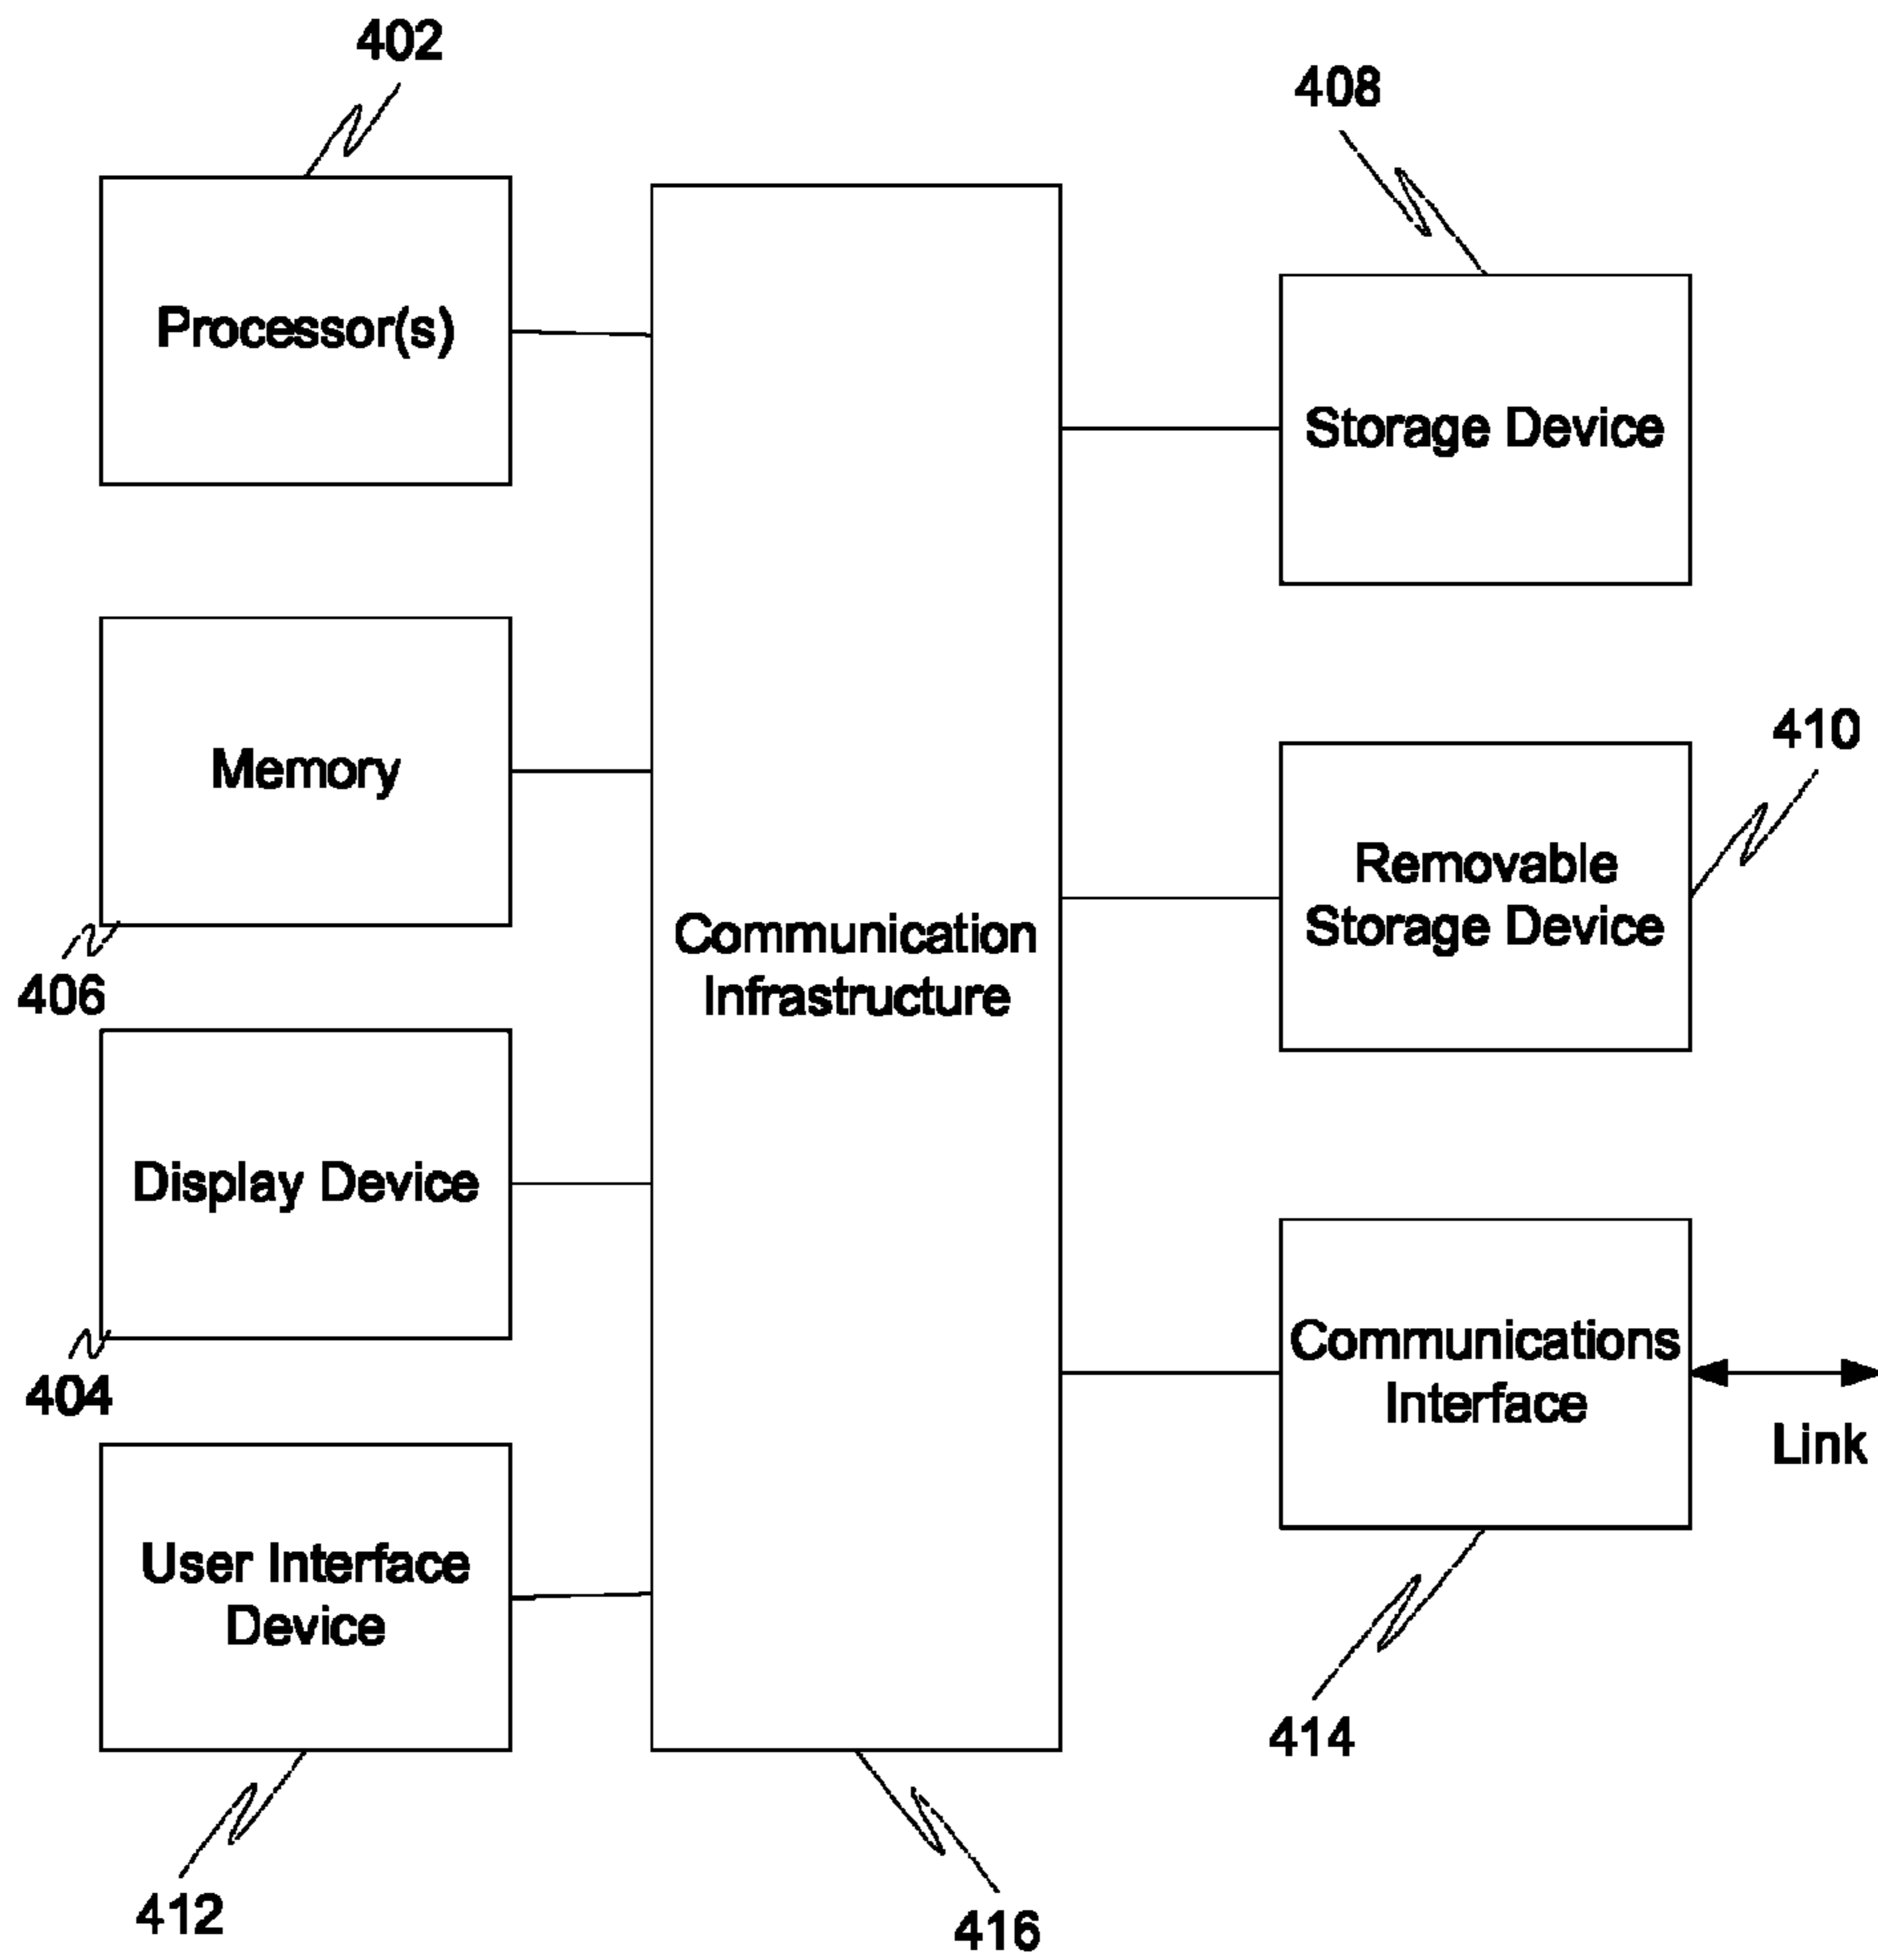 402
408
Processor(s)
Storage Device
410
Memory
Removable
Storage Device
406
Communication
Infrastructure
Display Device
404
Communications
Interface
Link
User Interface
Device
414
412
416